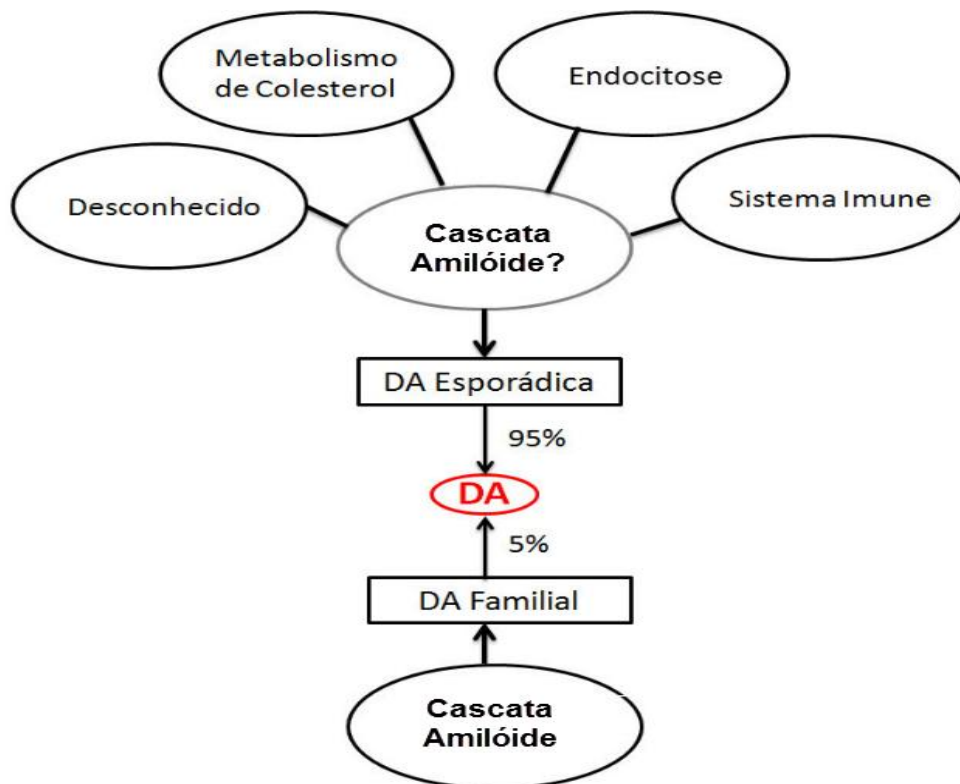 Metabolismo
de Colesterol
Endocitose
Desconhecido
Sistema Imune
Cascata
Amilóide?
DA Esporádica
95%
DA
5%
DA Familial
Cascata
Amilóide